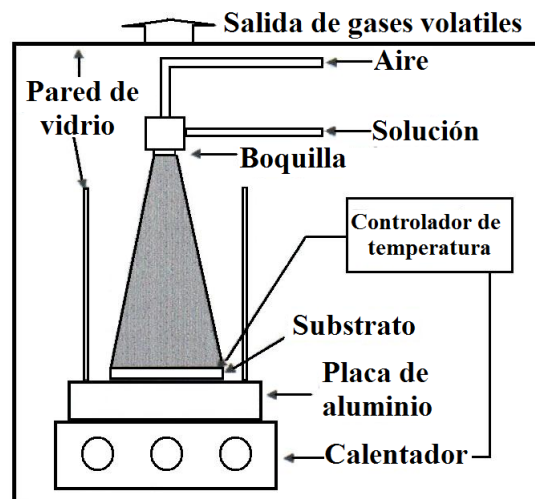 Salida de gases volatiles
Aire
Pared de
vidrio
Solución
Boquilla
Controlador de
temperatura
Substrato
Placa de
aluminio
Calentador